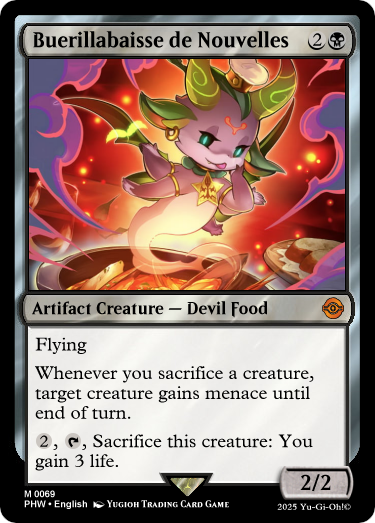 Buerillabaisse de Nouvelles 2
Artifact Creature — Devil Food
Flying
Whenever you sacrifice a creature,
target creature gains menace until
end of turn.
2, , Sacrifice this creature: You
gain 3 life.
2/2
M 0069
PHW • English Yugioh Trading Card Game
2025 Yu-Gi-Oh!©